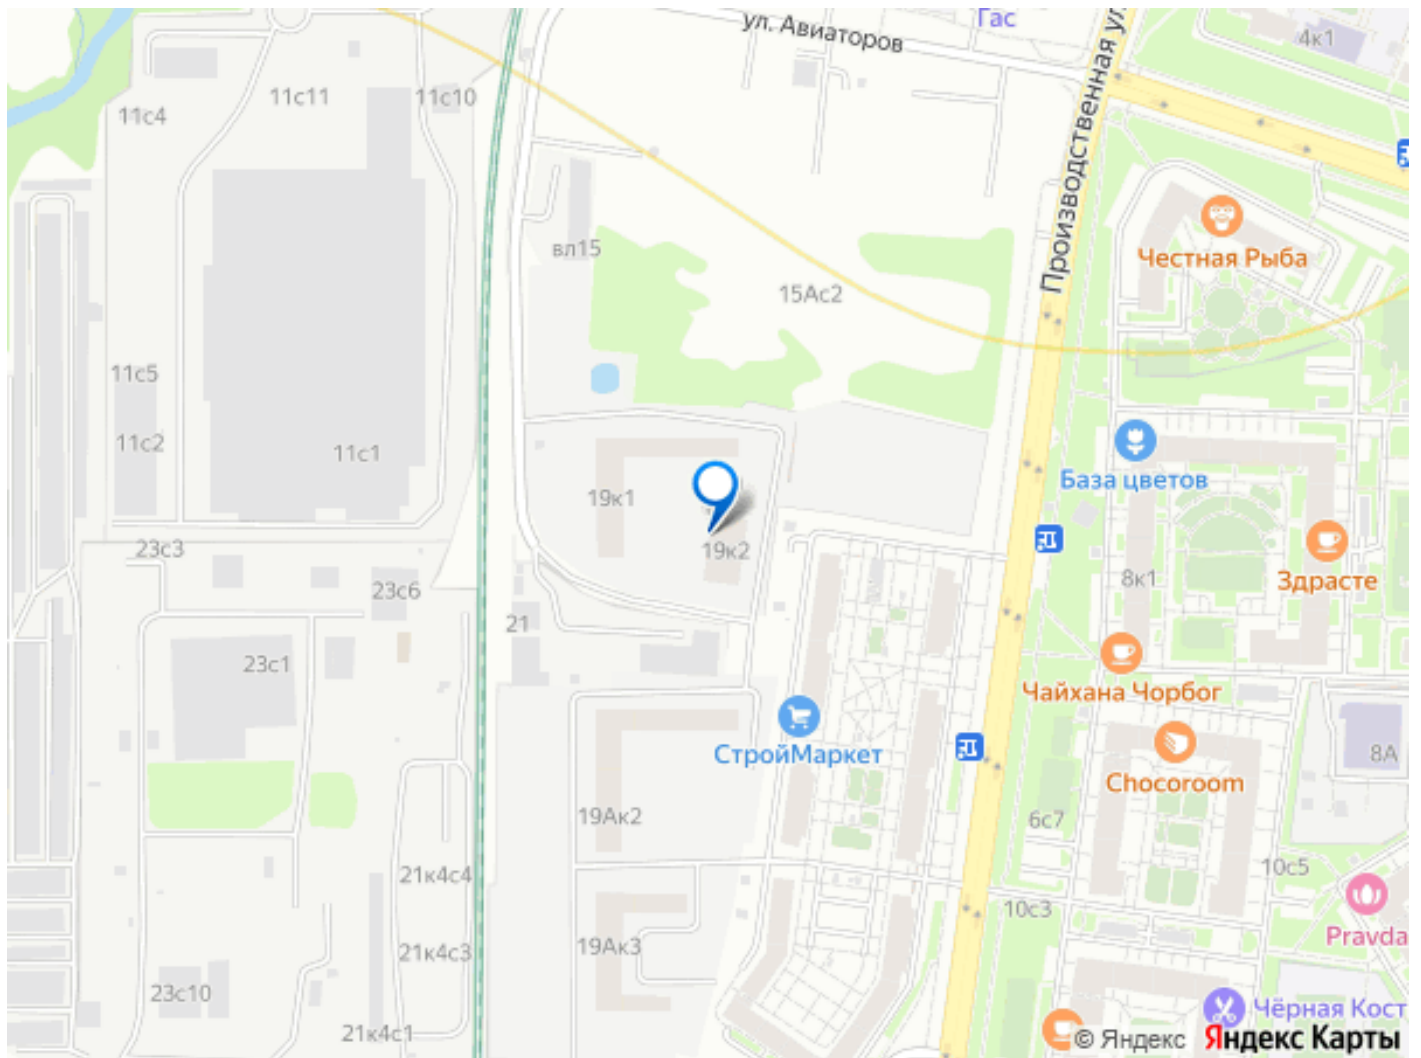 Гас
ул. Авиаторов
4к1
11с4
11с11
11с10
Производственная ул.
вл15
15Ас2
Честная Рыба
11с5
11с2
11с1
19к1
19к2
База цветов
23с3
23с6
21
8к1
Здрасте
23с1
Чайхана Чорбог
СтройМаркет
8А
Chocoroom
19Ак2
6с7
21к4с4
10с5
10с3
Pravda
19Ак3
21к4с3
23с10
21к4с1
Чёрная Кост
© Яндекс Яндекс Карты